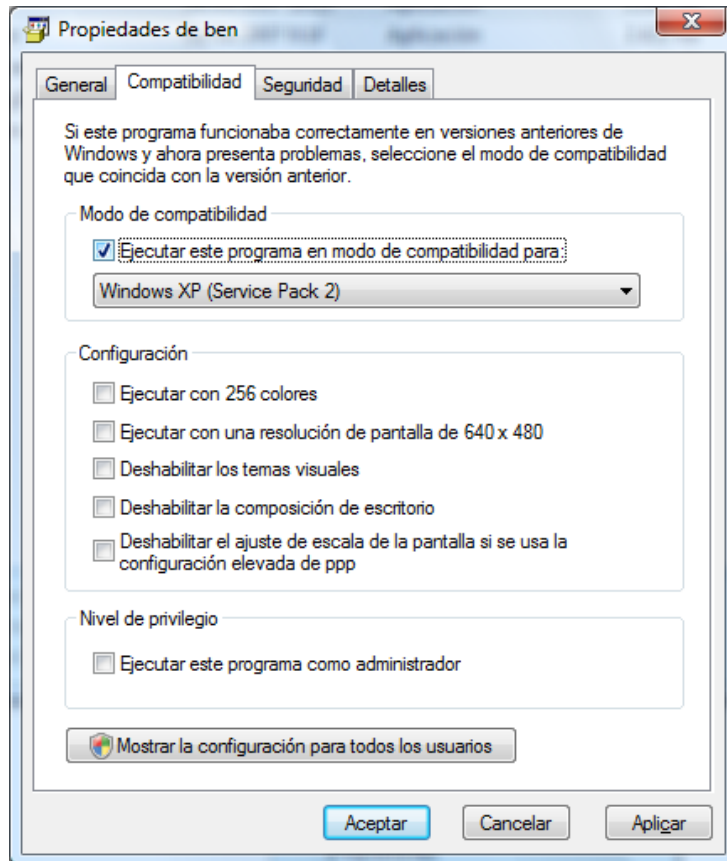 Propiedades de ben
General Compatibilidad Seguridad Detalles
Si este programa funcionaba correctamente en versiones anteriores de
Windows y ahora presenta problemas, seleccione el modo de compatibilidad
que coincida con la versión anterior.
Modo de compatibilidad
Ejecutar este programa en modo de compatibilidad para:
Windows XP (Service Pack 2)
Configuración
Ejecutar con 256 colores
Ejecutar con una resolución de pantalla de 640 x 480
Deshabilitar los temas visuales
Deshabilitar la composición de escritorio
Deshabilitar el ajuste de escala de la pantalla si se usa la
configuración elevada de ppp
Nivel de privilegio
Ejecutar este programa como administrador
Mostrar la configuración para todos los usuarios
Aceptar Cancelar Aplicar